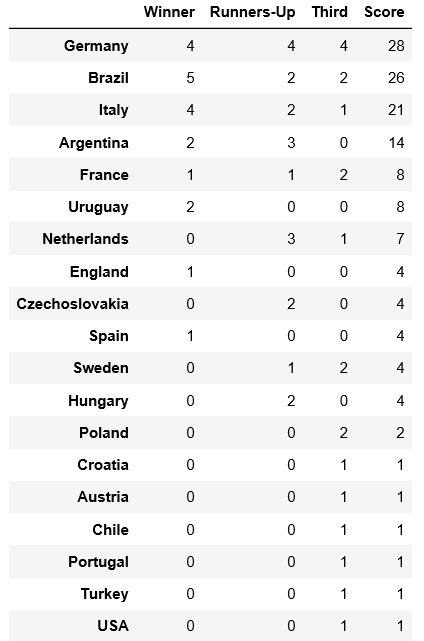 Winner Runners-Up Third Score
Germany 4 4 4 28
Brazil 5 2 2 26
Italy 4 2 1 21
Argentina 2 3 0 14
France 1 1 2 8
Uruguay 2 0 0 8
Netherlands 0 3 1 7
England 1 0 0 4
Czechoslovakia 0 2 0 4
Spain 1 0 0 4
Sweden 0 1 2 4
Hungary 0 2 0 4
Poland 0 0 2 2
Croatia 0 0 1 1
Austria 0 0 1 1
Chile 0 0 1 1
Portugal 0 0 1 1
Turkey 0 0 1 1
USA 0 0 1 1